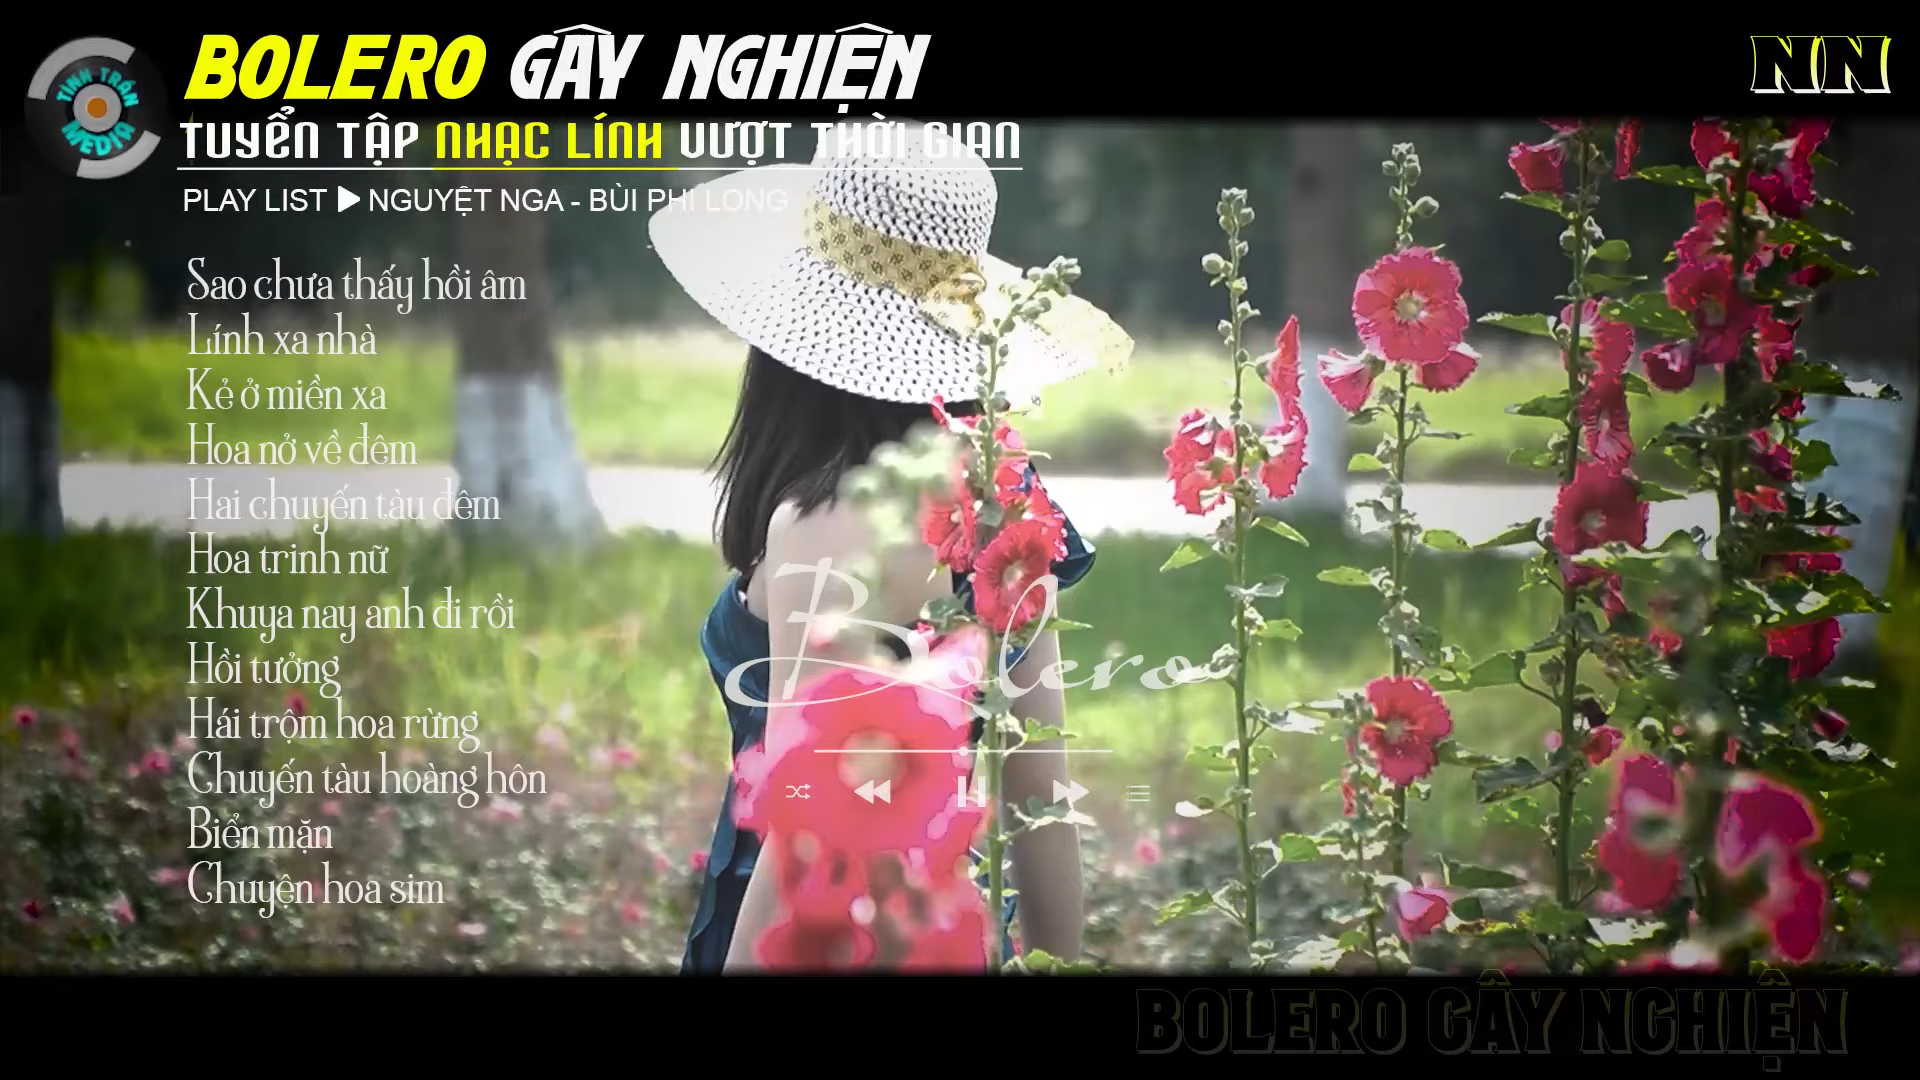 TÌNH TRẦN
MEDIA
BOLERO GÂY NGHIỆN
NN
TUYỂN TẬP NHẠC LÍNH VƯỢT THỜI GIAN
PLAY LIST ▶ NGUYỆT NGA - BÙI PHI LONG
Sao chưa thấy hồi âm
Lính xa nhà
Kẻ ở miền xa
Hoa nở về đêm
Hai chuyến tàu đêm
Hoa trinh nữ
Khuya nay anh đi rồi
Hồi tưởng
Hái trộm hoa rừng
Chuyến tàu hoàng hôn
Biển mặn
Chuyện hoa sim
Bolero
BOLERO GÂY NGHIỆN